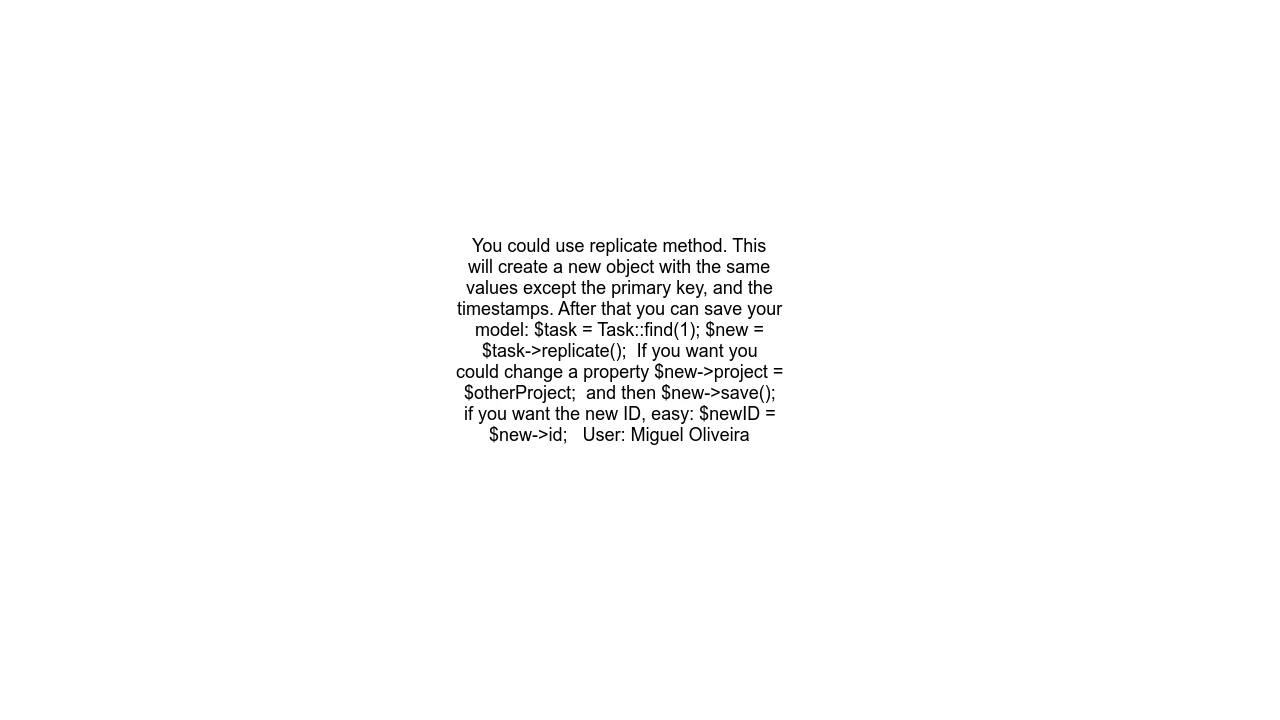 You could use replicate method. This
will create a new object with the same
values except the primary key, and the
timestamps. After that you can save your
model: $task = Task::find(1); $new =
$task->replicate();  If you want you
could change a property $new->project =
$otherProject;  and then $new->save();
if you want the new ID, easy: $newID =
$new->id;   User: Miguel Oliveira